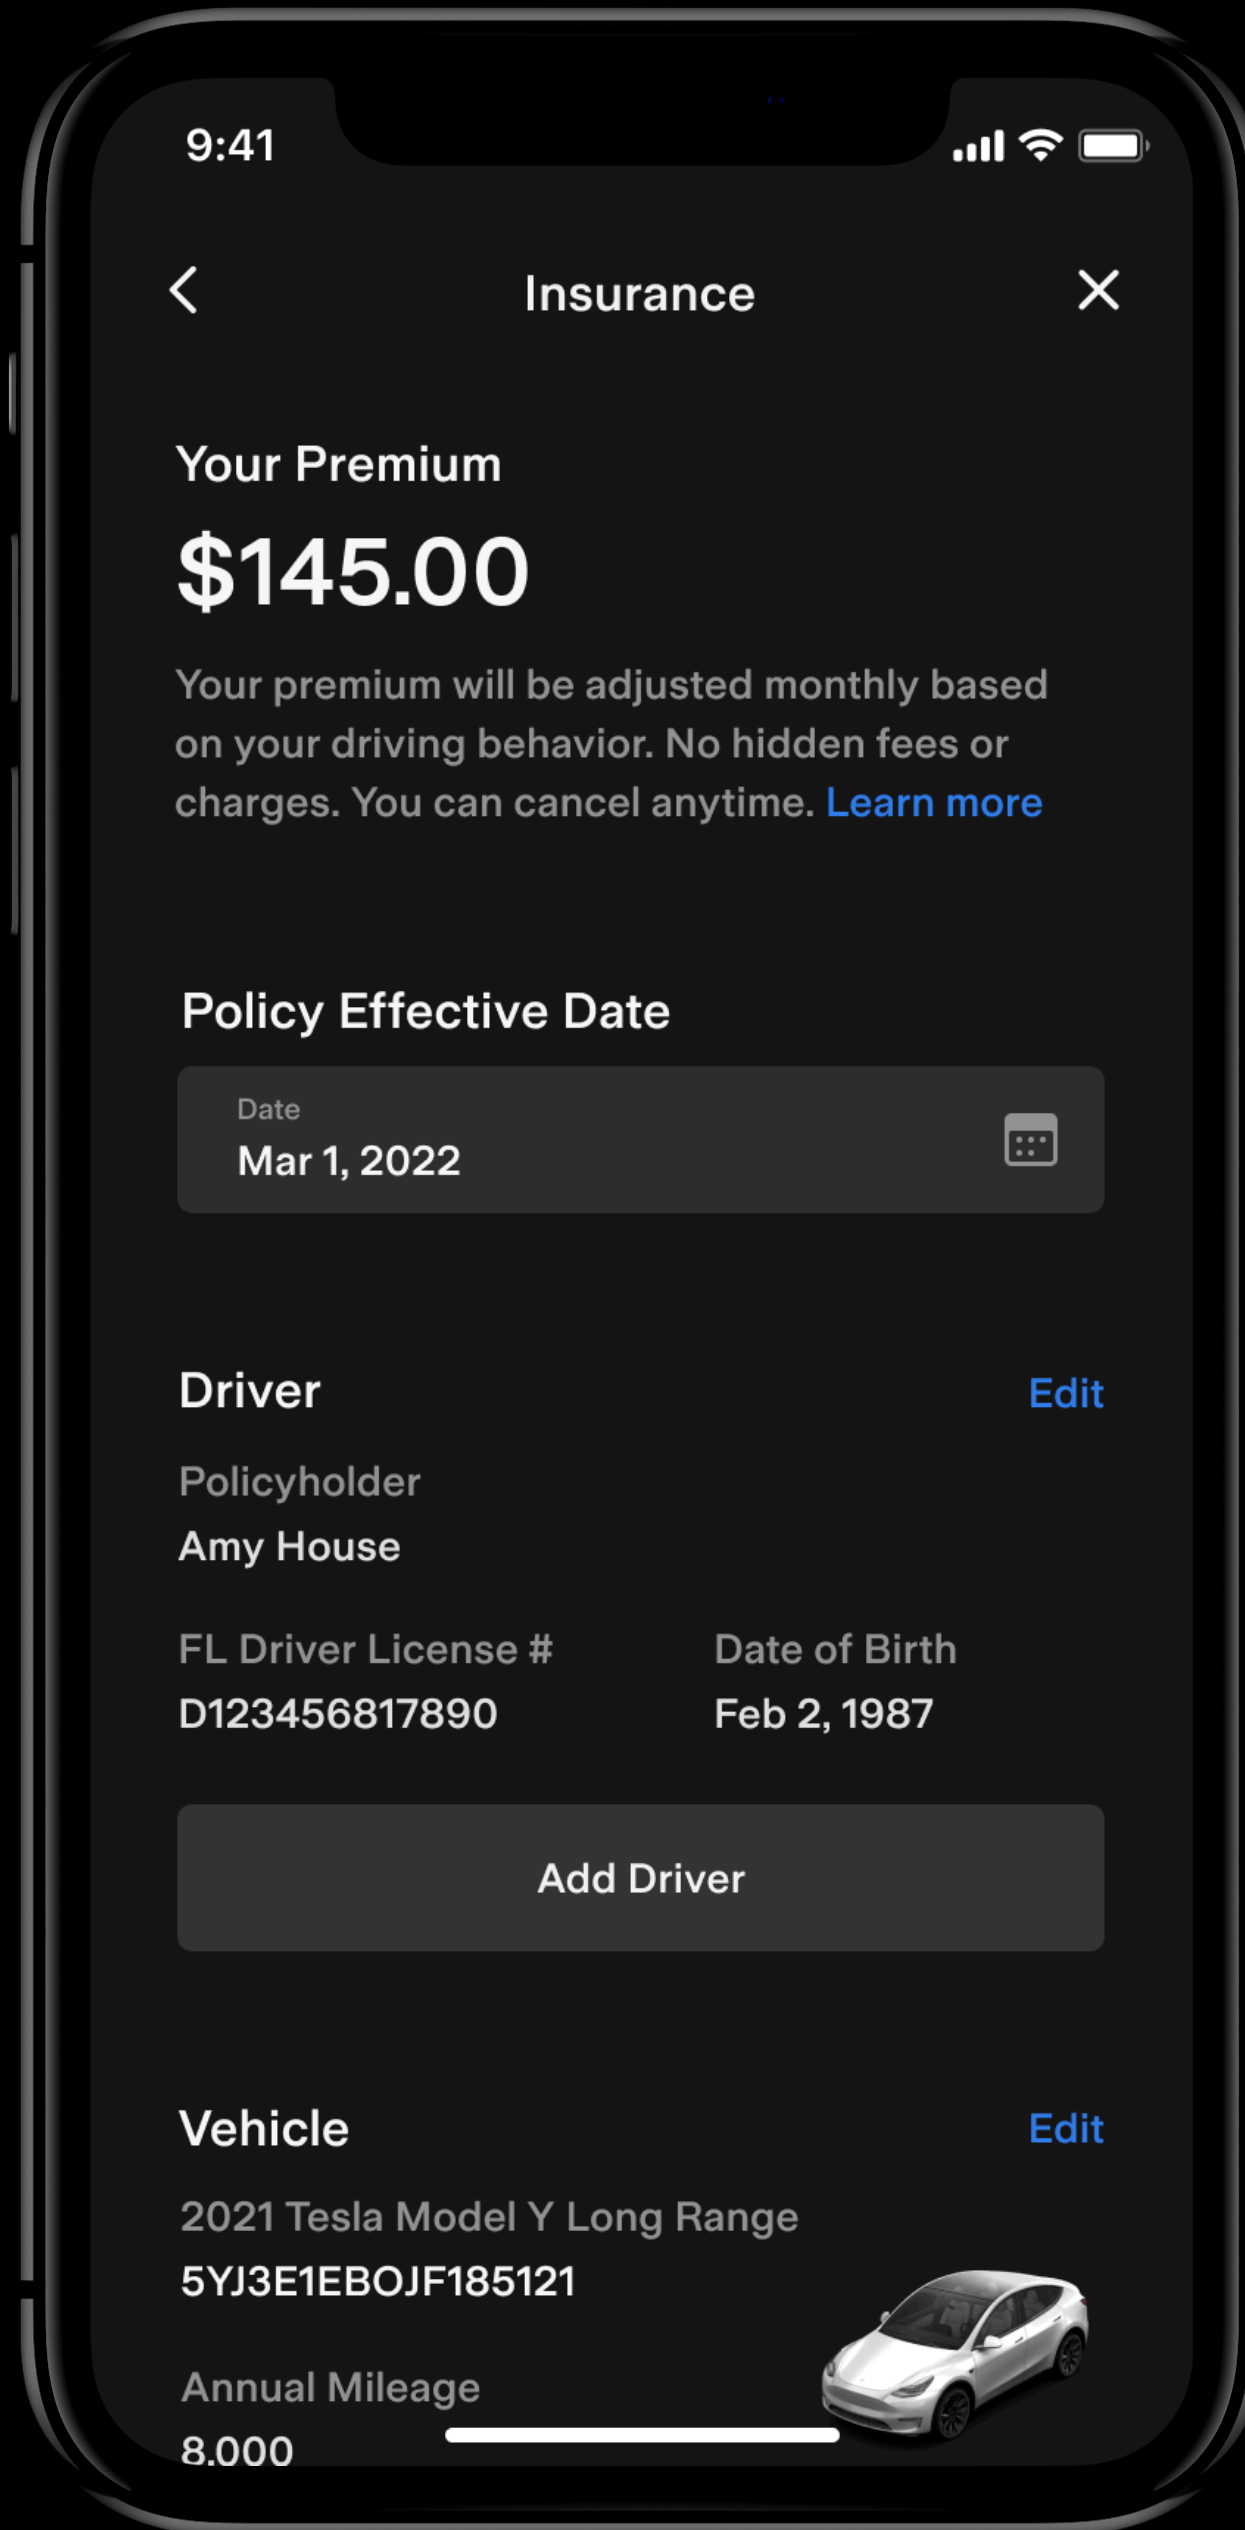 9:41
Insurance
Your Premium
$145.00
Your premium will be adjusted monthly based
on your driving behavior. No hidden fees or
charges. You can cancel anytime. Learn more
Policy Effective Date
Date
Mar 1, 2022
Driver
Edit
Policyholder
Amy House
FL Driver License #
Date of Birth
D123456817890
Feb 2, 1987
Add Driver
Vehicle
Edit
2021 Tesla Model Y Long Range
5YJ3E1EBOJF185121
Annual Mileage
8,000